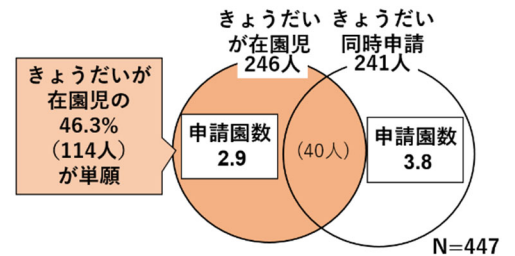 きょうだい
が在園児
246人
きょうだい
同時申請
241人
きょうだいが
在園児の
46.3%
（114人）
が単願
申請園数
2.9
（40人）
申請園数
3.8
N=447